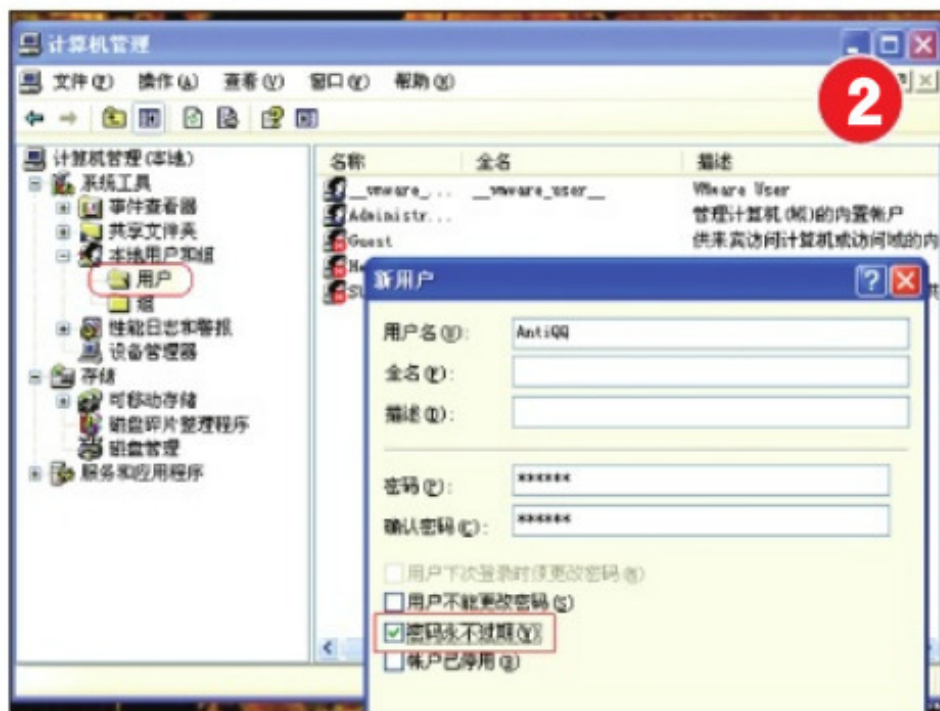 计算机管理
文件(F) 操作(A) 查看(V) 窗口(W) 帮助(H)
2
计算机管理(本地)
系统工具
事件查看器
共享文件夹
本地用户和组
用户
组
性能日志和警报
设备管理器
存储
可移动存储
磁盘碎片整理程序
磁盘管理
服务和应用程序
名称 全名 描述
__vmware_... __vmware_user__ VMware User
Administr... 管理计算机(域)的内置帐户
Guest 供来宾访问计算机或访问域的内
新用户
用户名(U): AntiQQ
全名(F):
描述(D):
密码(P): ******
确认密码(C): ******
用户下次登录时须更改密码(M)
用户不能更改密码(S)
密码永不过期(W)
帐户已停用(B)